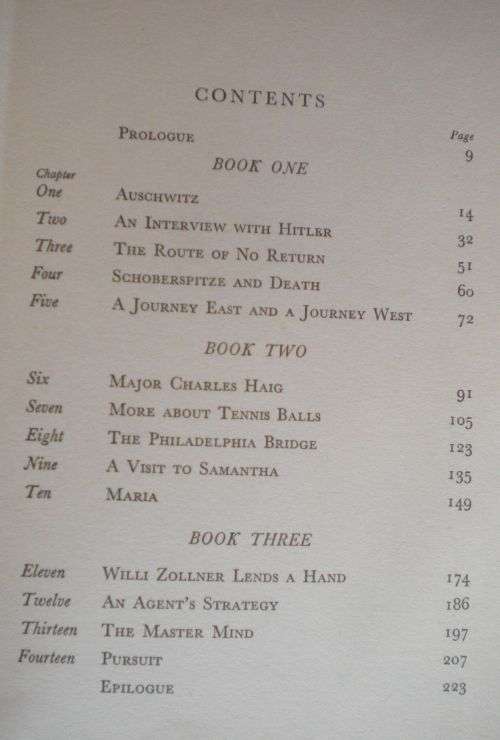 CONTENTS
Page
PROLOGUE 9
BOOK ONE
Chapter
One AUSCHWITZ 14
Two AN INTERVIEW WITH HITLER 32
Three THE ROUTE OF NO RETURN 51
Four SCHOBERSPITZE AND DEATH 60
Five A JOURNEY EAST AND A JOURNEY WEST 72
BOOK TWO
Six MAJOR CHARLES HAIG 91
Seven MORE ABOUT TENNIS BALLS 105
Eight THE PHILADELPHIA BRIDGE 123
Nine A VISIT TO SAMANTHA 135
Ten MARIA 149
BOOK THREE
Eleven WILLI ZOLLNER LENDS A HAND 174
Twelve AN AGENT'S STRATEGY 186
Thirteen THE MASTER MIND 197
Fourteen PURSUIT 207
EPILOGUE 223